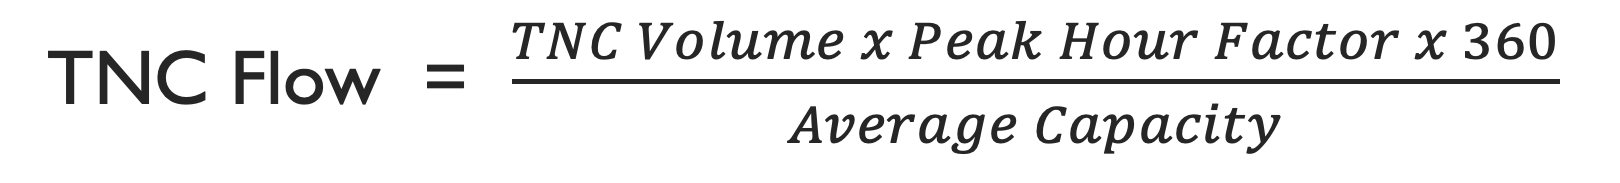 TNC Flow = TNC Volume x Peak Hour Factor x 360
Average Capacity